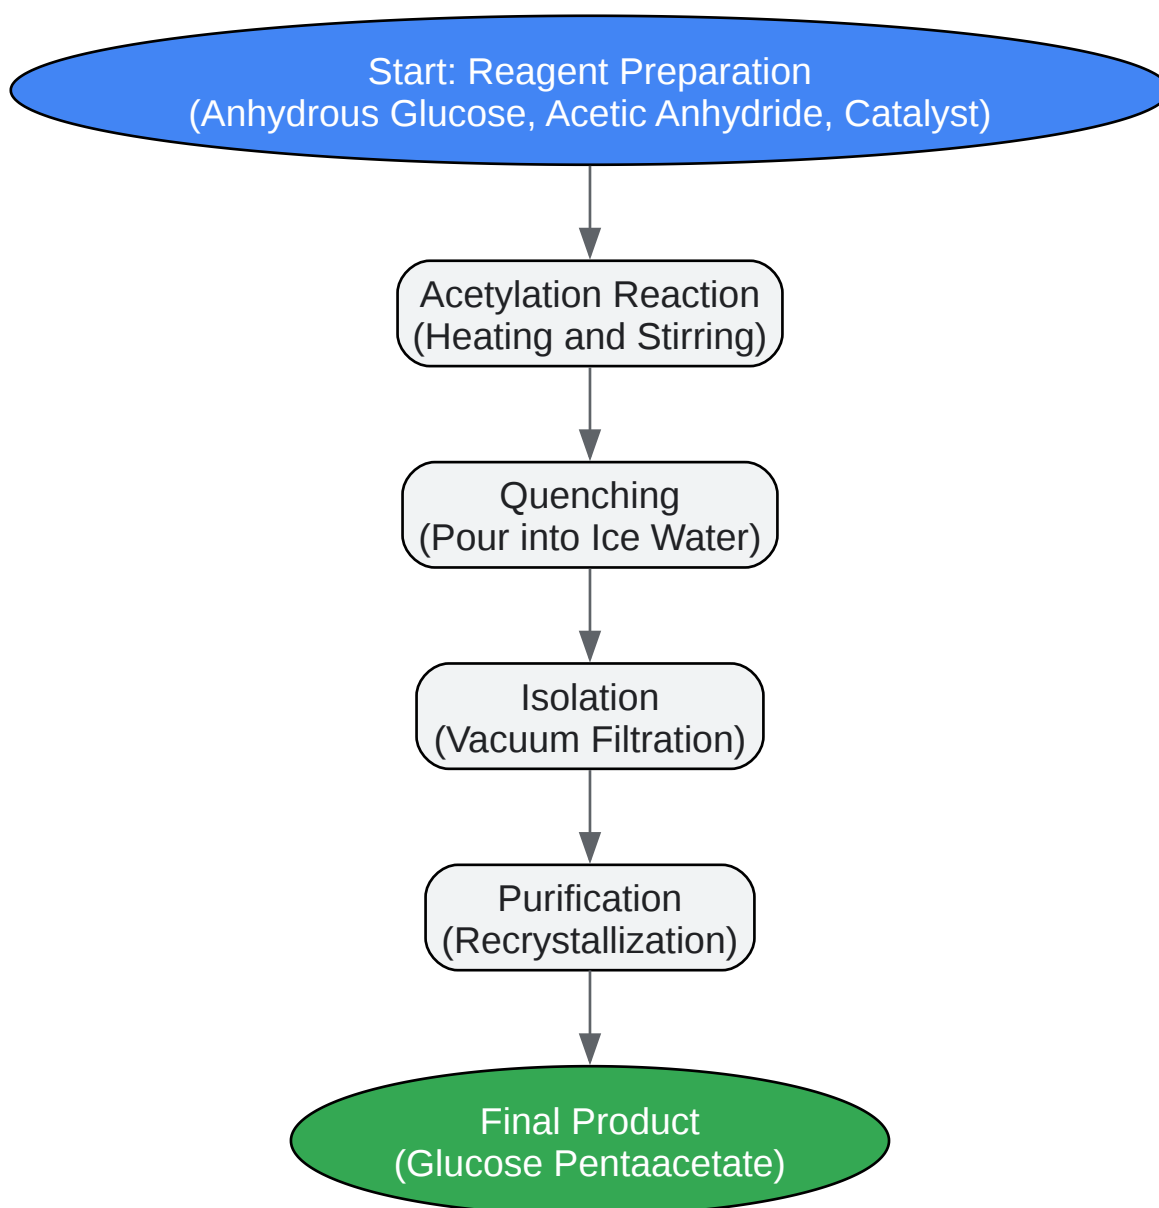 Start: Reagent Preparation
(Anhydrous Glucose, Acetic Anhydride, Catalyst)
Acetylation Reaction
(Heating and Stirring)
Quenching
(Pour into Ice Water)
Isolation
(Vacuum Filtration)
Purification
(Recrystallization)
Final Product
(Glucose Pentaacetate)